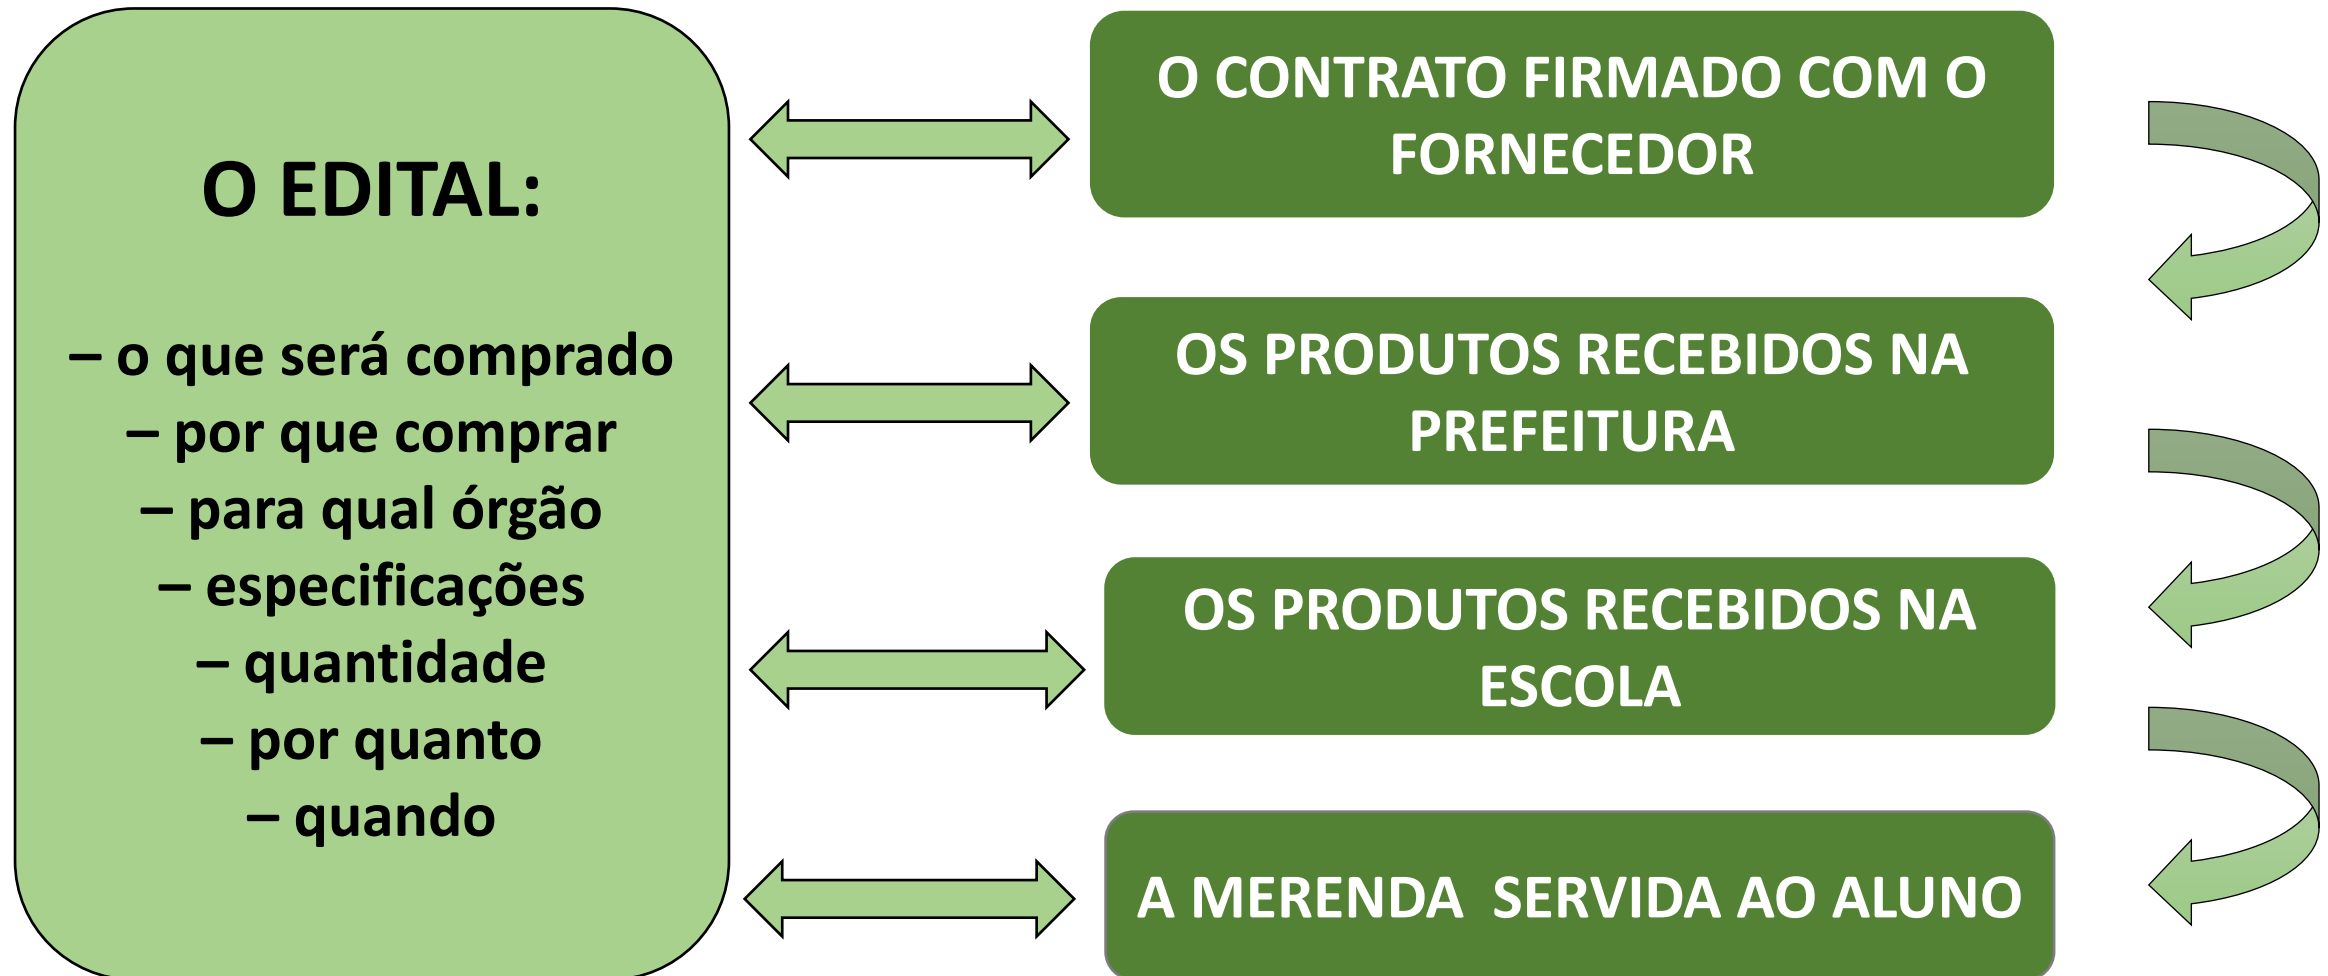 O EDITAL:
– o que será comprado
– por que comprar
– para qual órgão
– especificações
– quantidade
– por quanto
– quando
O CONTRATO FIRMADO COM O
FORNECEDOR
OS PRODUTOS RECEBIDOS NA
PREFEITURA
OS PRODUTOS RECEBIDOS NA
ESCOLA
A MERENDA  SERVIDA AO ALUNO